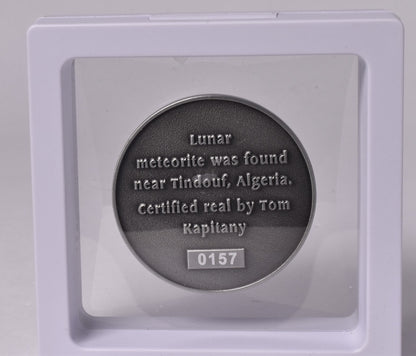 Lunar
meteorite was found
near Tindouf, Algeria.
Certified real by Tom
Kapitany
0157